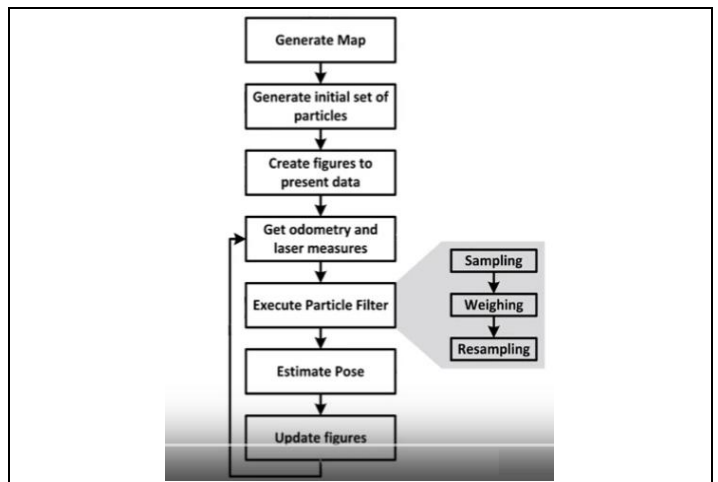 Generate Map
Generate initial set of
particles
Create figures to
present data
Get odometry and
laser measures
Execute Particle Filter
Sampling
Weighing
Resampling
Estimate Pose
Update figures